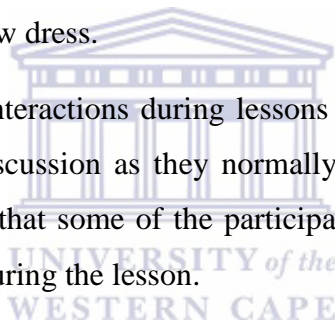 w dress.
nteractions during lessons
scussion as they normally
that some of the participa
UNIVERSITY of the
uring the lesson.
WESTERN CAPE